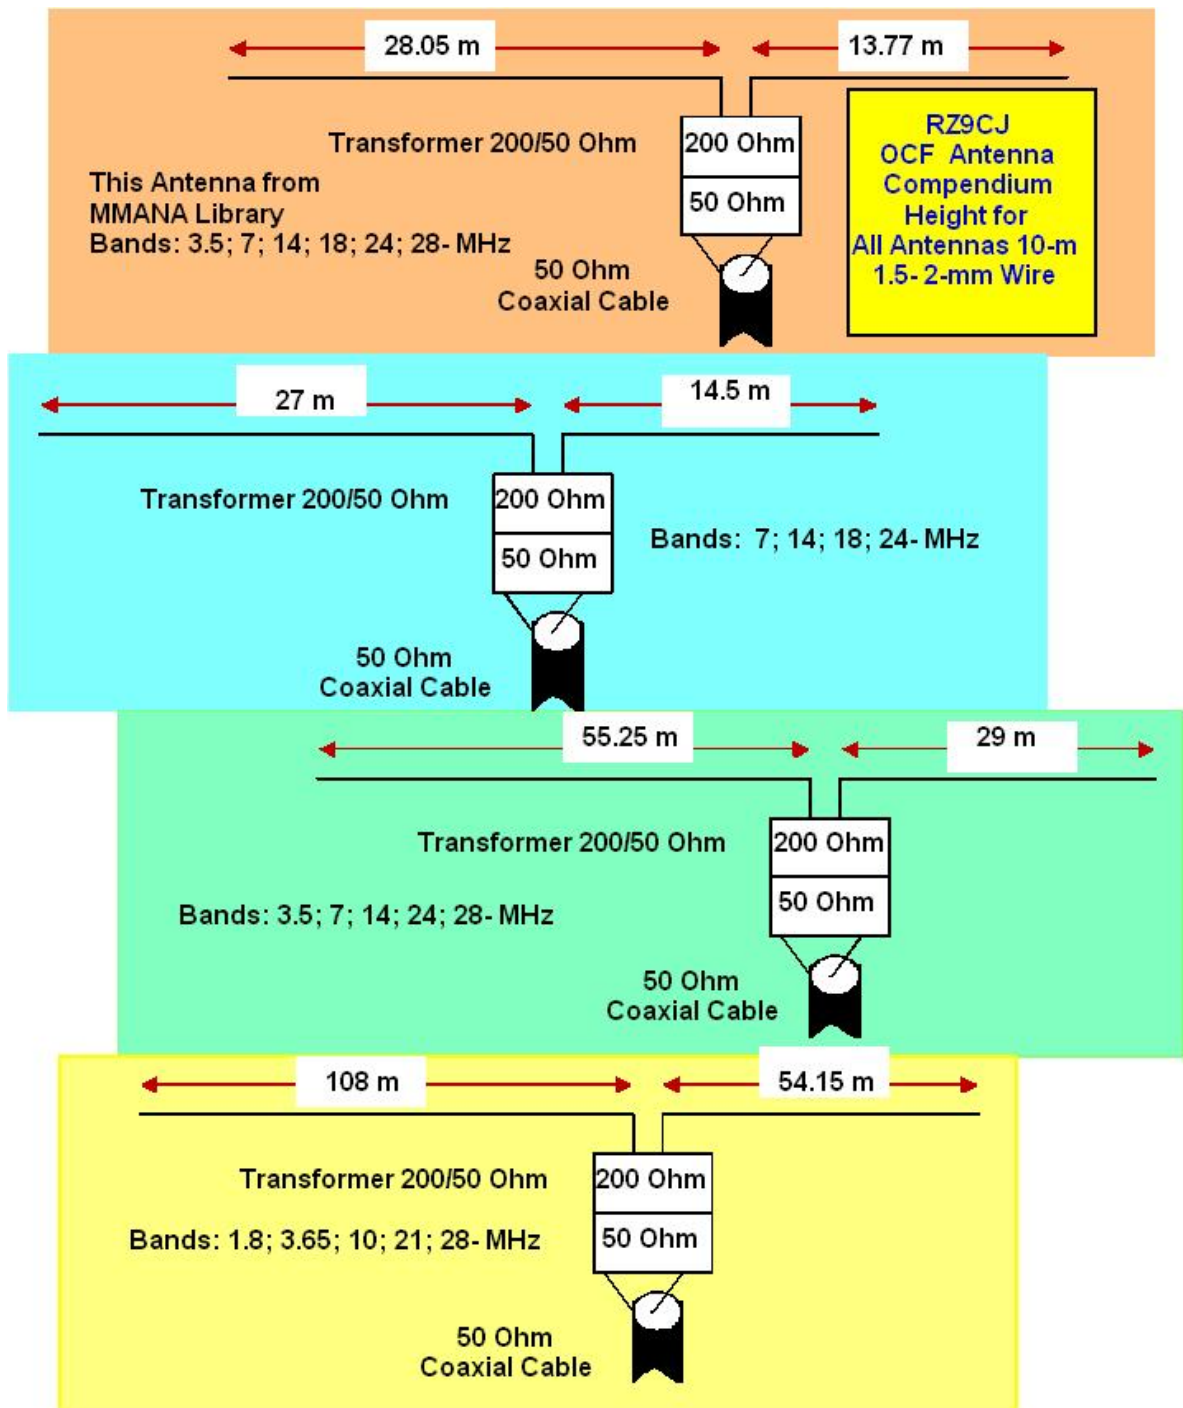 28.05 m
13.77 m
Transformer 200/50 Ohm
200 Ohm
50 Ohm
This Antenna from
MMANA Library
Bands: 3.5; 7; 14; 18; 24; 28- MHz
50 Ohm
Coaxial Cable
RZ9CJ
OCF Antenna
Compendium
Height for
All Antennas 10-m
1.5- 2-mm Wire
27 m
14.5 m
Transformer 200/50 Ohm
200 Ohm
50 Ohm
Bands: 7; 14; 18; 24- MHz
50 Ohm
Coaxial Cable
55.25 m
29 m
Transformer 200/50 Ohm
200 Ohm
50 Ohm
Bands: 3.5; 7; 14; 24; 28- MHz
50 Ohm
Coaxial Cable
108 m
54.15 m
Transformer 200/50 Ohm
200 Ohm
50 Ohm
Bands: 1.8; 3.65; 10; 21; 28- MHz
50 Ohm
Coaxial Cable